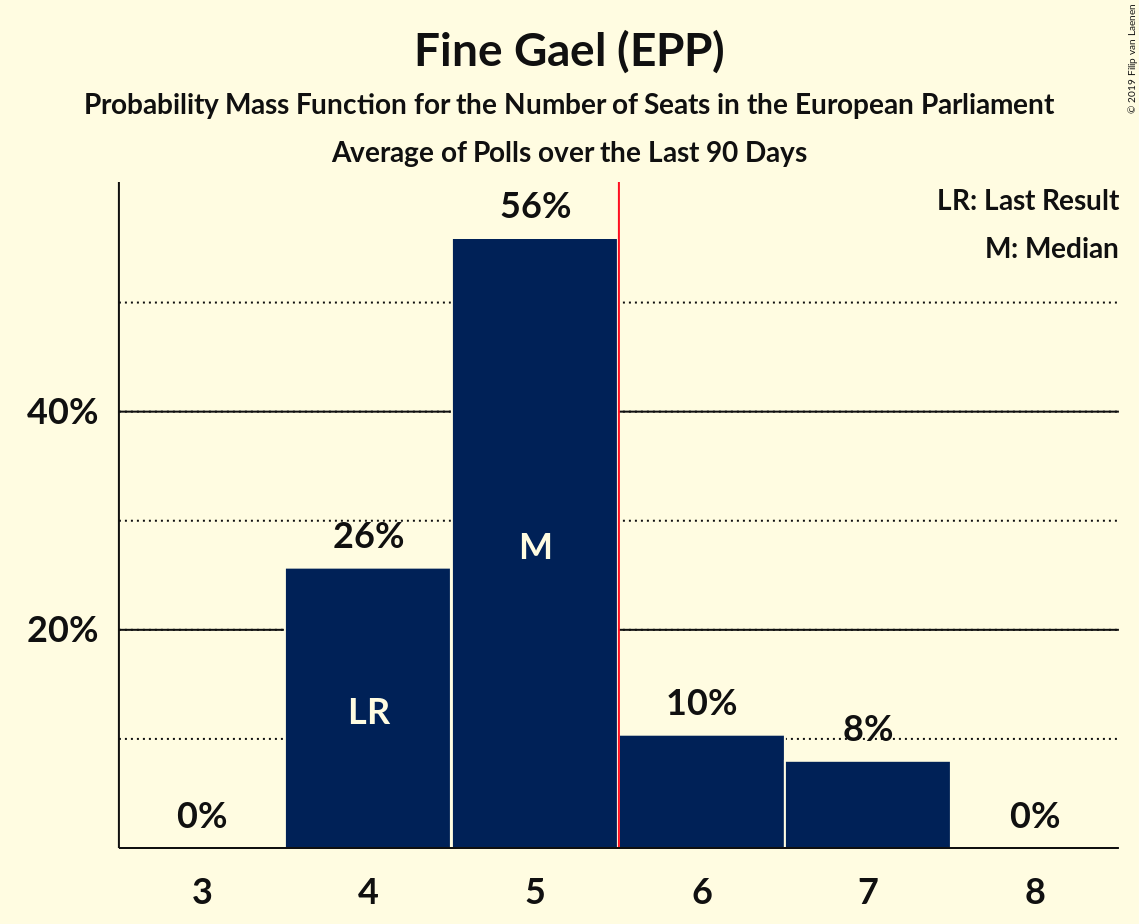 Fine Gael (EPP)
Probability Mass Function for the Number of Seats in the European Parliament
Average of Polls over the Last 90 Days
© 2019 Filip van Laenen
LR: Last Result
M: Median
56%
40%
26%
M
20%
LR
10%
8%
0%
0%
3 4 5 6 7 8